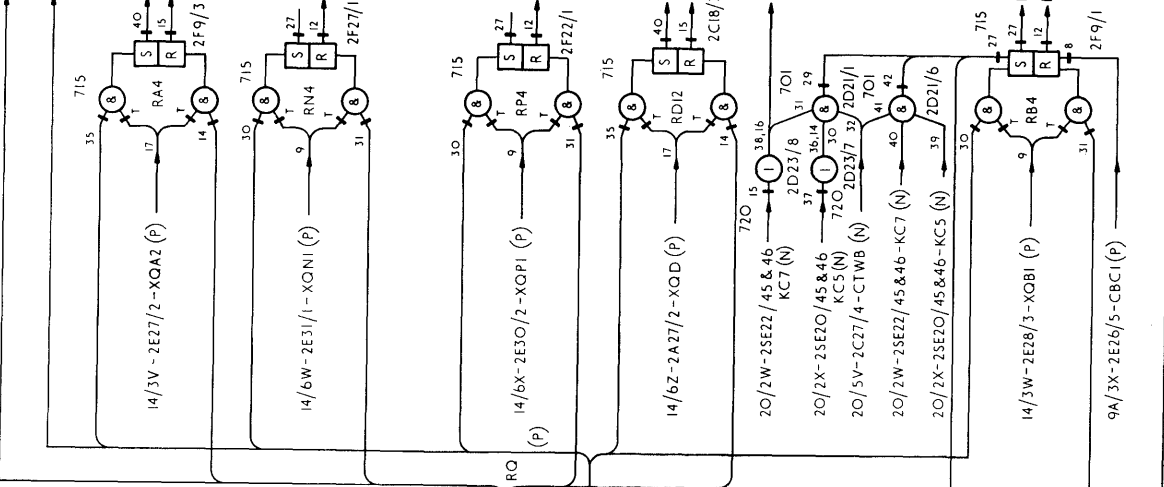 40
15
2F9/3
715
S
R
35
&
T
RA4
T
&
17
14
14/3V-2E27/2-XQA2 (P)
27
12
2F27/1
715
S
R
30
&
T
RN4
T
&
9
31
14/6W-2E31/1-XQN1 (P)
27
12
2F22/1
715
S
R
30
&
T
RP4
T
&
9
31
14/6X-2E30/2-XQP1 (P)
RQ
(P)
40
15
2C18/
715
S
R
35
&
T
RD12
T
&
17
14
14/6Z-2A27/2-XQD (P)
38,16
31
701
29
&
2D21/1
2D23/8
1
15
720
36,14
30
32
2D23/7
1
37
720
701
42
41
&
2D21/6
40
39
20/2W-2SE22/45&46
KC7 (N)
20/2X-2SE20/45&46
KC5 (N)
20/5V-2C27/4-CTWB (N)
20/2W-2SE22/45&46-KC7 (N)
20/2X-2SE20/45&46-KC5 (N)
715
27
27
12
8
2F9/1
S
R
30
&
T
RB4
T
&
9
31
14/3W-2E28/3-XQB1 (P)
9A/3X-2E26/5-CBC1 (P)